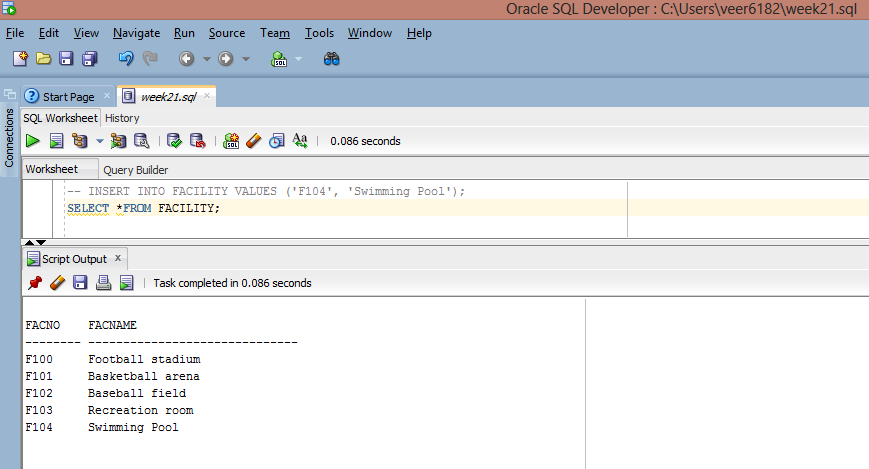 Oracle SQL Developer : C:\Users\veer6182\week21.sql
File Edit View Navigate Run Source Team Tools Window Help
SQL
Connections
Start Page × week21.sql ×
SQL Worksheet History
SQL Aa 0.086 seconds
Worksheet Query Builder
-- INSERT INTO FACILITY VALUES ('F104', 'Swimming Pool');
SELECT *FROM FACILITY;
Script Output ×
Task completed in 0.086 seconds
FACNO FACNAME
-------- ------------------------------
F100 Football stadium
F101 Basketball arena
F102 Baseball field
F103 Recreation room
F104 Swimming Pool